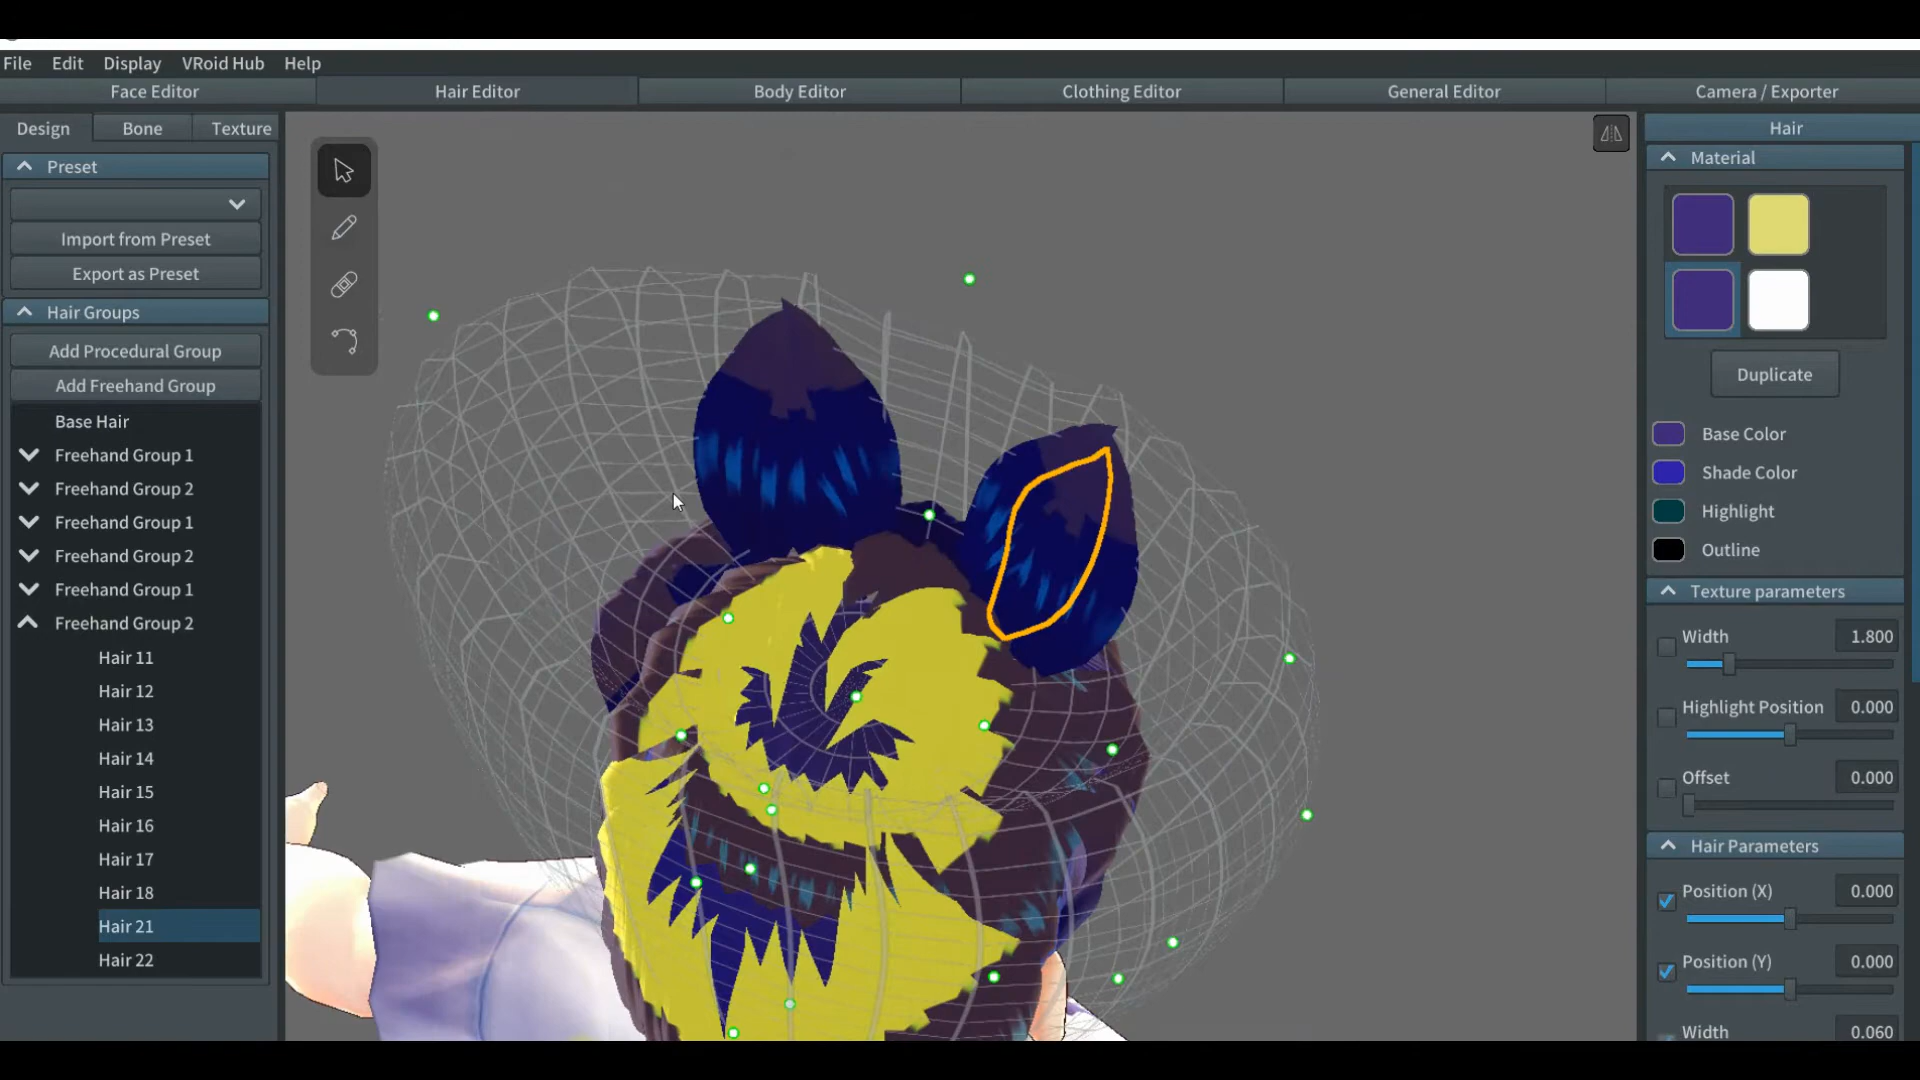 File Edit Display VRoid Hub Help
Face Editor Hair Editor Body Editor Clothing Editor General Editor Camera / Exporter
Design Bone Texture
Preset
Import from Preset
Export as Preset
Hair Groups
Add Procedural Group
Add Freehand Group
Base Hair
Freehand Group 1
Freehand Group 2
Freehand Group 1
Freehand Group 2
Freehand Group 1
Freehand Group 2
Hair 11
Hair 12
Hair 13
Hair 14
Hair 15
Hair 16
Hair 17
Hair 18
Hair 21
Hair 22
Hair
Material
Duplicate
Base Color
Shade Color
Highlight
Outline
Texture parameters
Width 1.800
Highlight Position 0.000
Offset 0.000
Hair Parameters
Position (X) 0.000
Position (Y) 0.000
Width 0.060